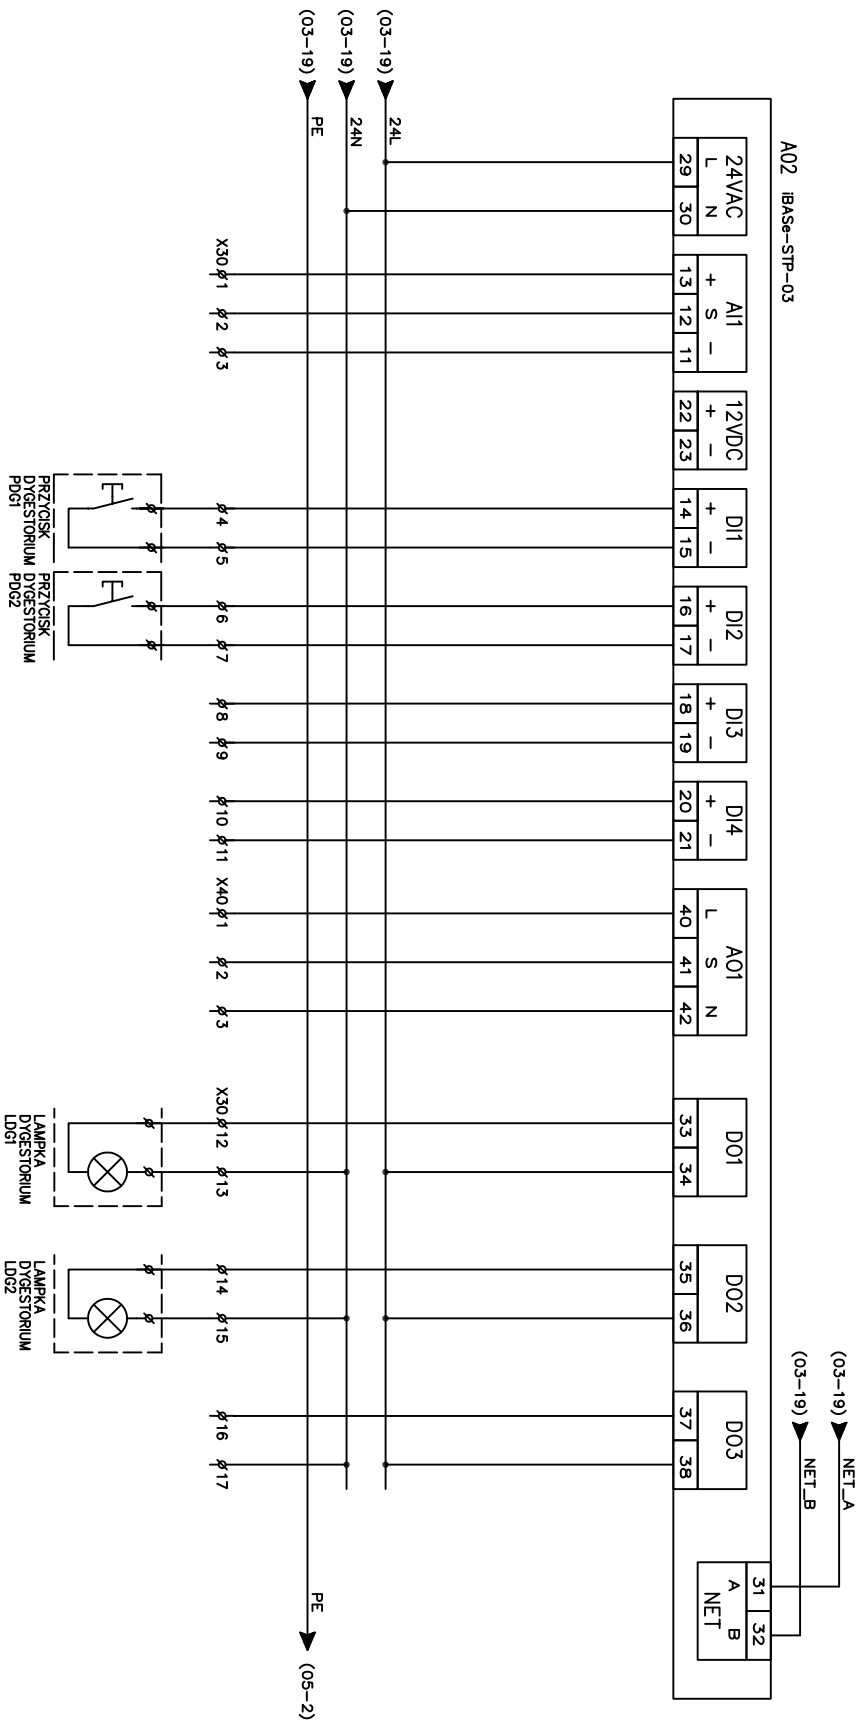 A02 iBASe-STP-03
(03-19) NET_A
(03-19) NET_B
24VAC AI1 12VDC DI1 DI2 DI3 DI4 AO1 DO1 DO2 DO3 NET
L N + S - + - + - + - + - + - L S N A B
29 30 13 12 11 22 23 14 15 16 17 18 19 20 21 40 41 42 33 34 35 36 37 38 31 32
(03-19) 24L
(03-19) 24N
(03-19) PE PE (05-2)
X30 1 2 3 4 5 6 7 8 9 10 11 X40 1 2 3 X30 12 13 14 15 16 17
PRZYCISK
DYGESTORIUM
PDG1
PRZYCISK
DYGESTORIUM
PDG2
LAMPKA
DYGESTORIUM
LDG1
LAMPKA
DYGESTORIUM
LDG2